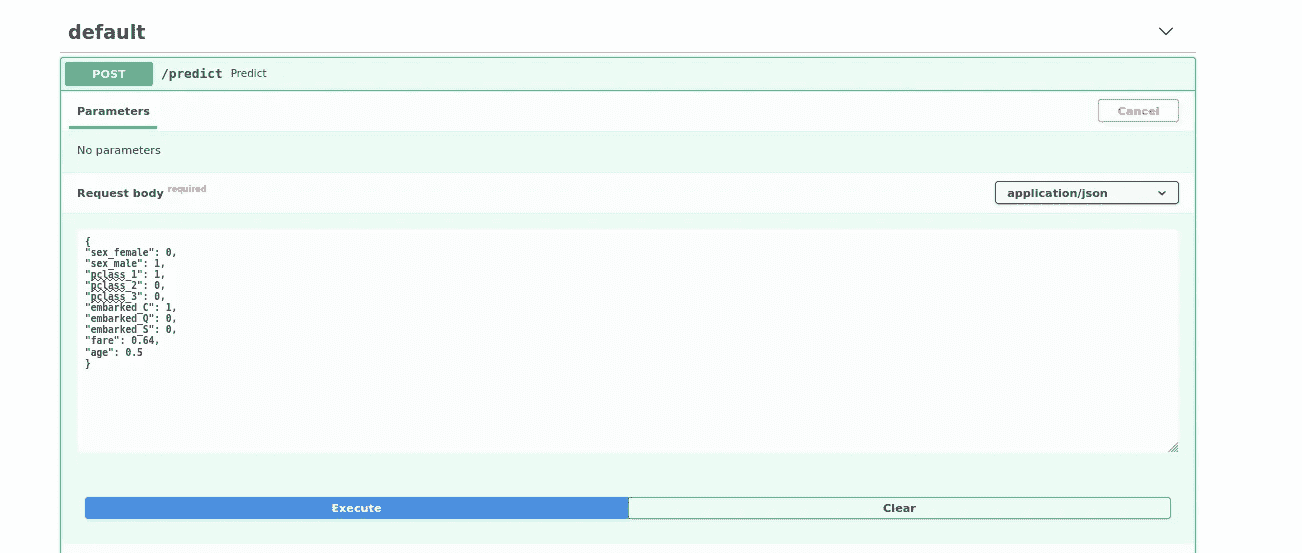 default
POST /predict Predict
Parameters Cancel
No parameters
Request body required application/json
{
"sex_female": 0,
"sex_male": 1,
"pclass_1": 1,
"pclass_2": 0,
"pclass_3": 0,
"embarked_C": 1,
"embarked_Q": 0,
"embarked_S": 0,
"fare": 0.64,
"age": 0.5
}
Execute Clear